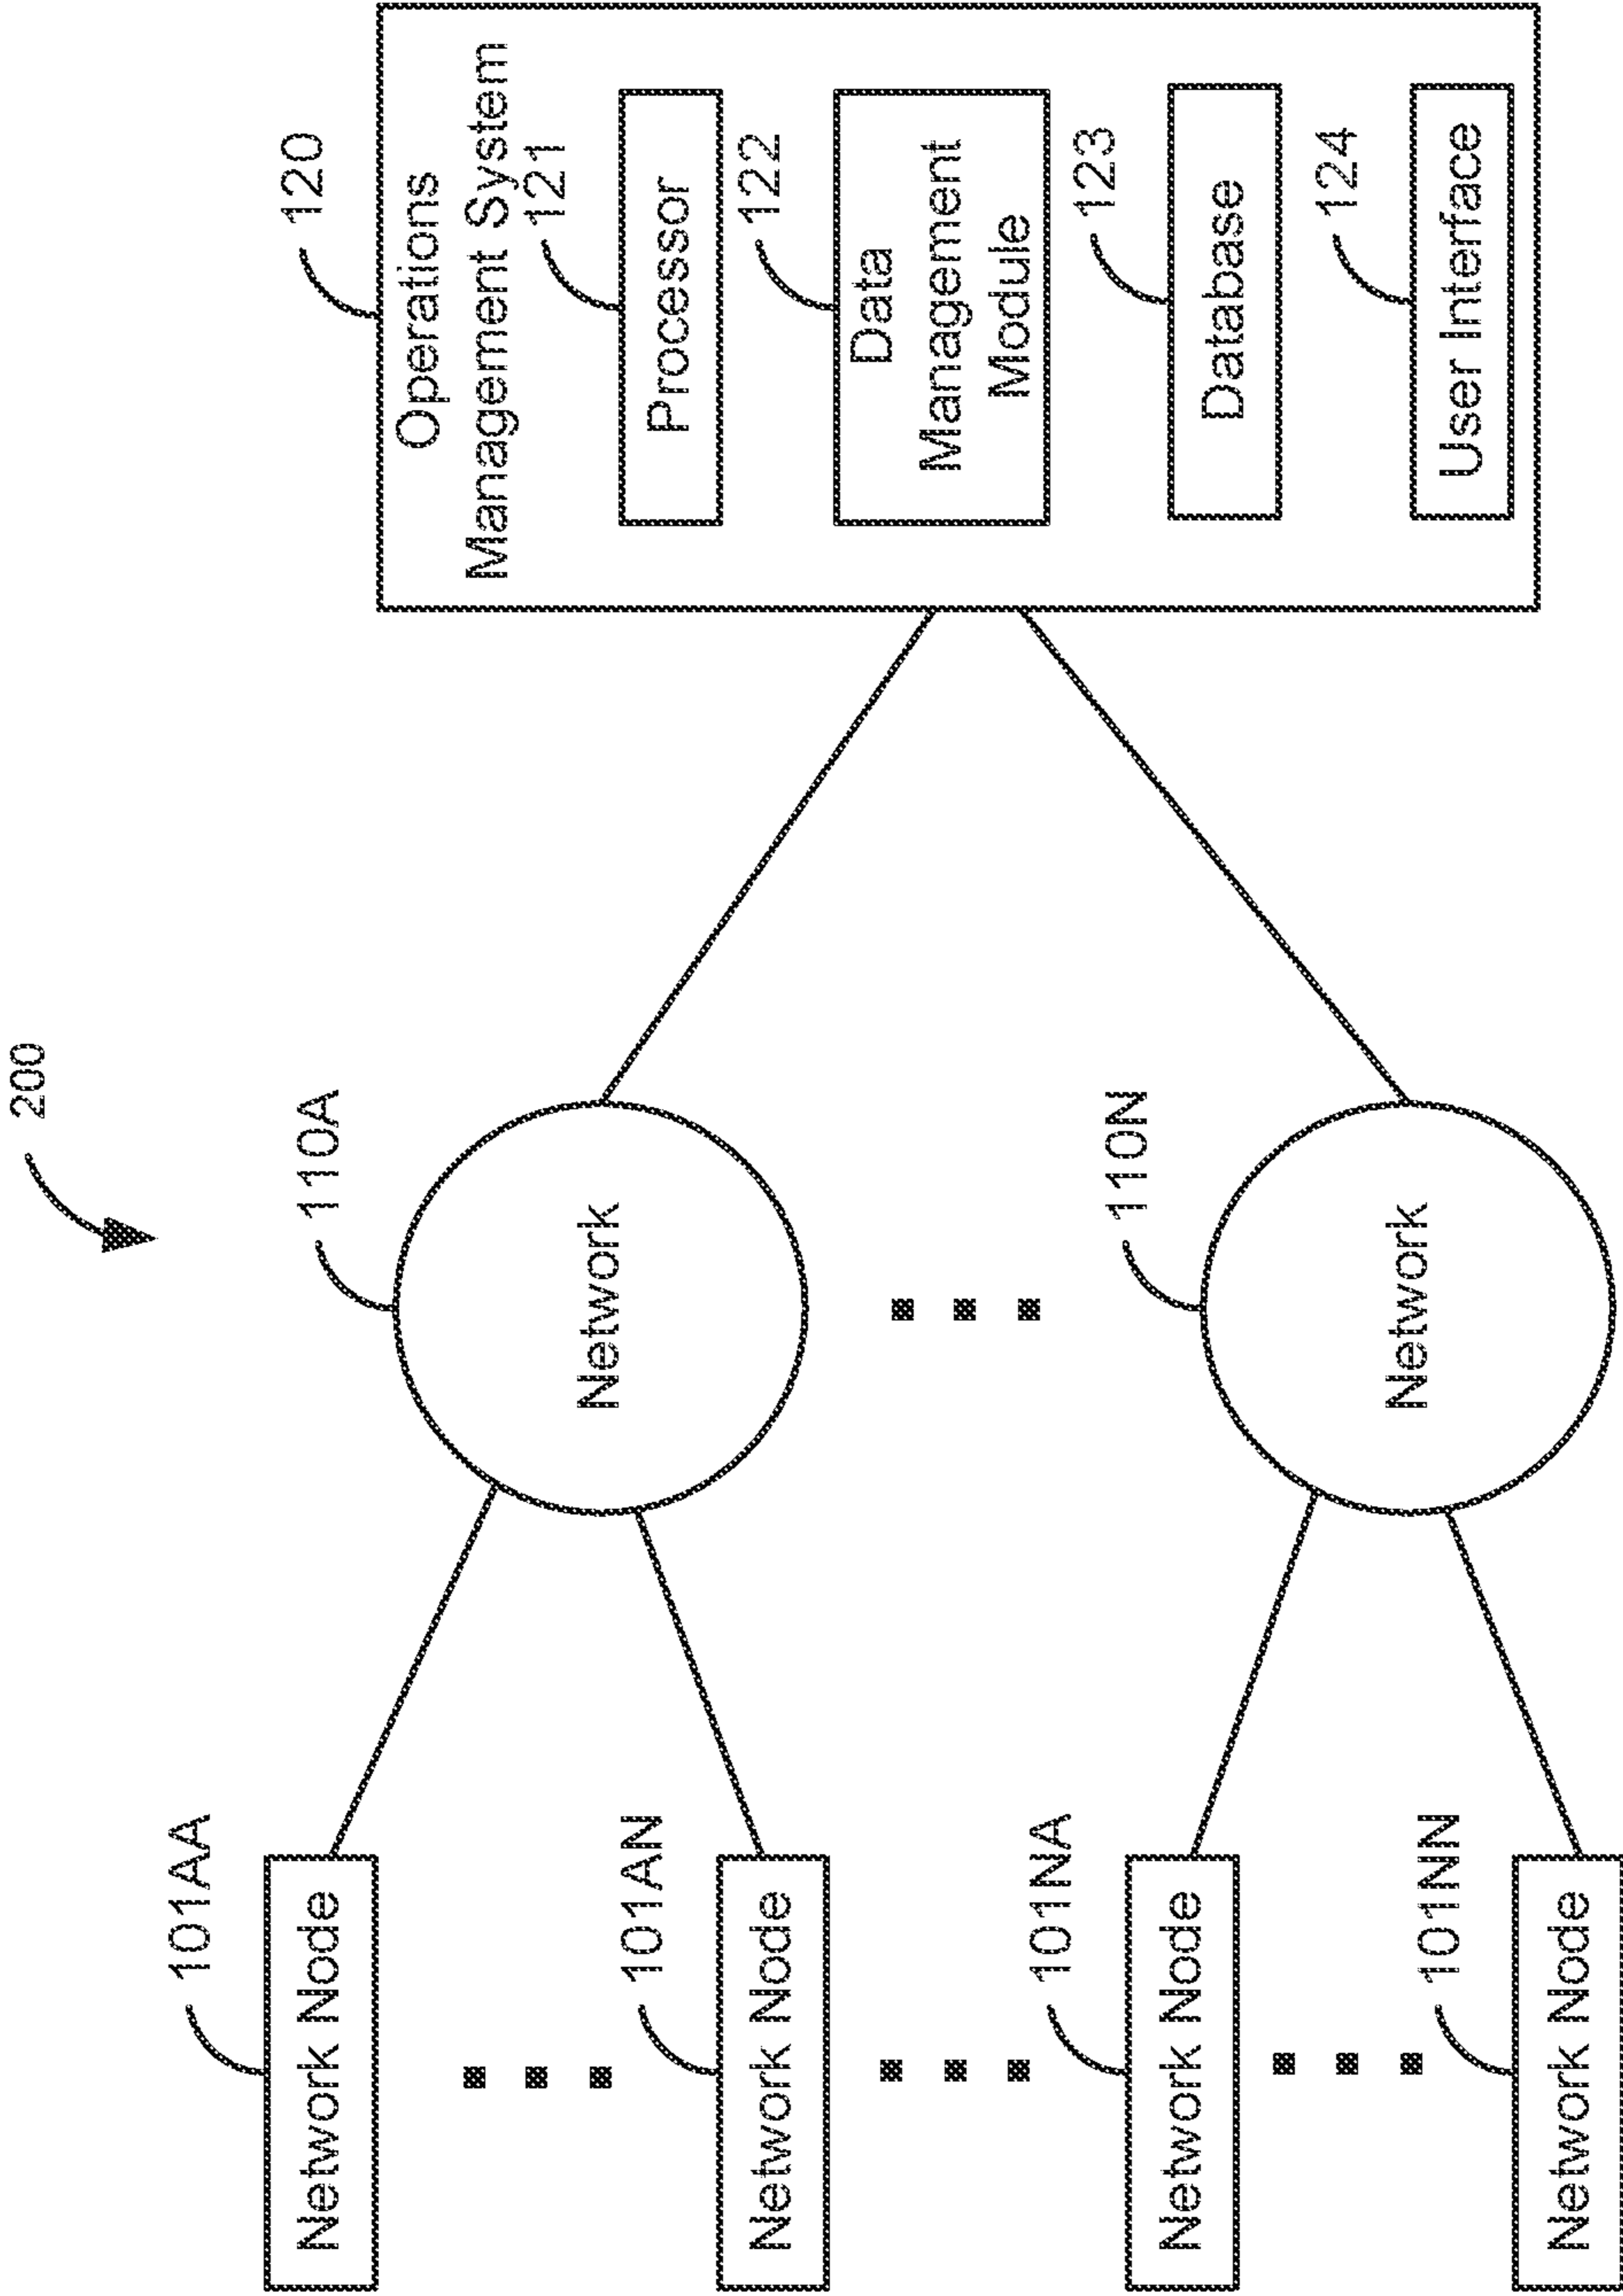 200
120
Operations
Management System
121
Processor
122
Data
Management
Module
123
Database
124
User Interface
110A
Network
110N
Network
101AA
Network Node
101AN
Network Node
101NA
Network Node
101NN
Network Node